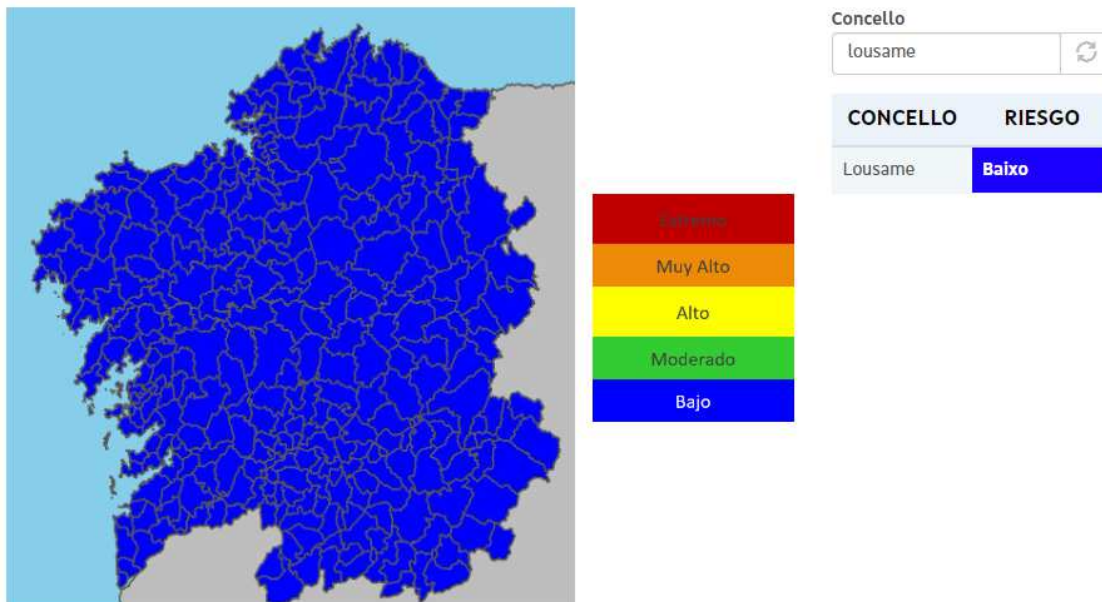 Concello
lousame
CONCELLO RIESGO
Lousame Baixo
Extremo
Muy Alto
Alto
Moderado
Bajo